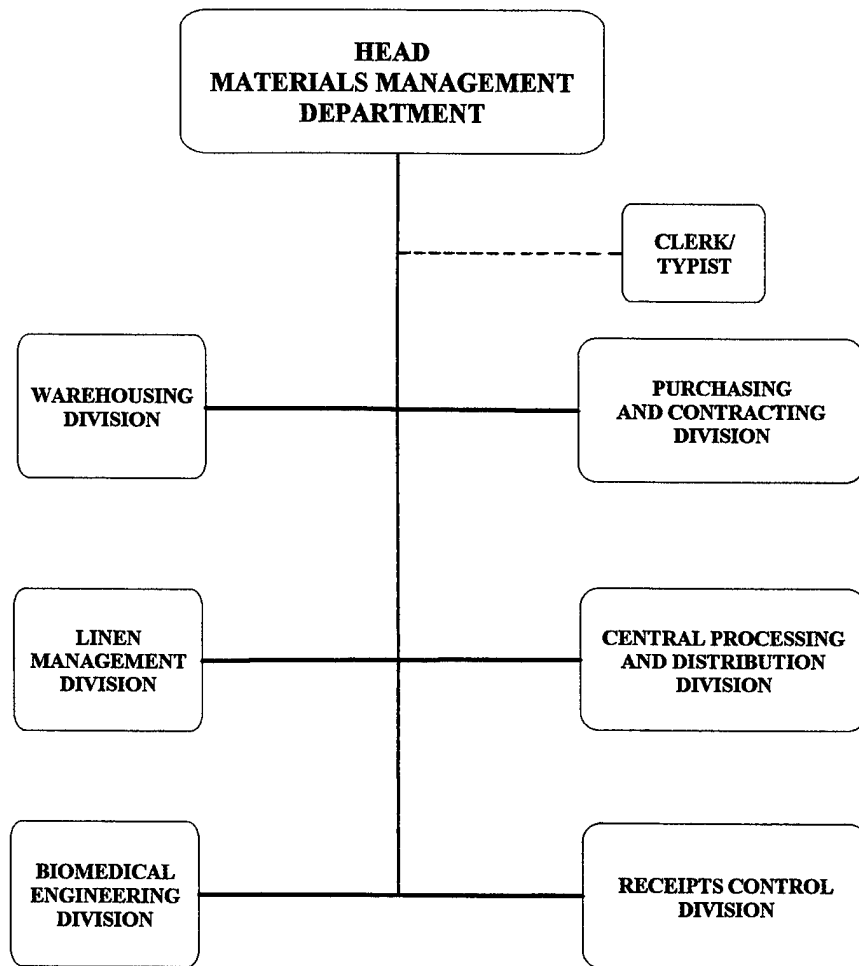 HEAD
MATERIALS MANAGEMENT
DEPARTMENT
CLERK/
TYPIST
WAREHOUSING
DIVISION
PURCHASING
AND CONTRACTING
DIVISION
LINEN
MANAGEMENT
DIVISION
CENTRAL PROCESSING
AND DISTRIBUTION
DIVISION
BIOMEDICAL
ENGINEERING
DIVISION
RECEIPTS CONTROL
DIVISION